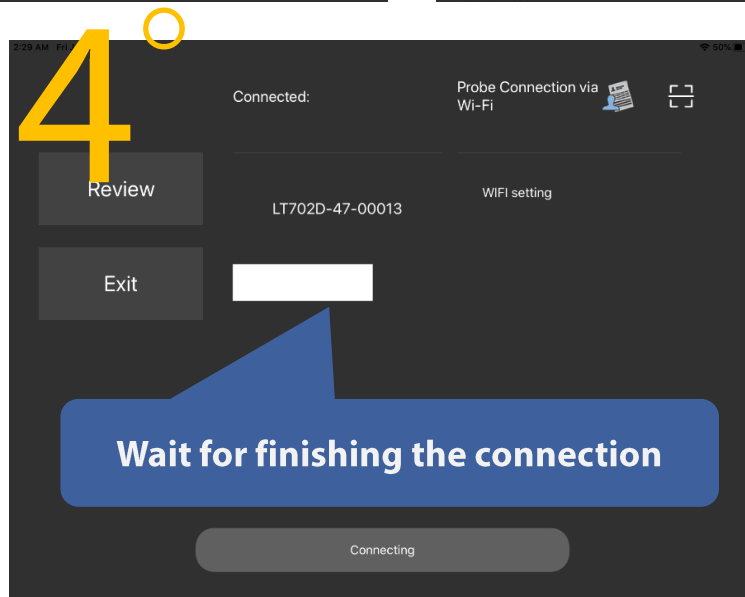 4°
2:29 AM Fri
50%
Connected:
Probe Connection via
Wi-Fi
Review
LT702D-47-00013
WIFI setting
Exit
Wait for finishing the connection
Connecting